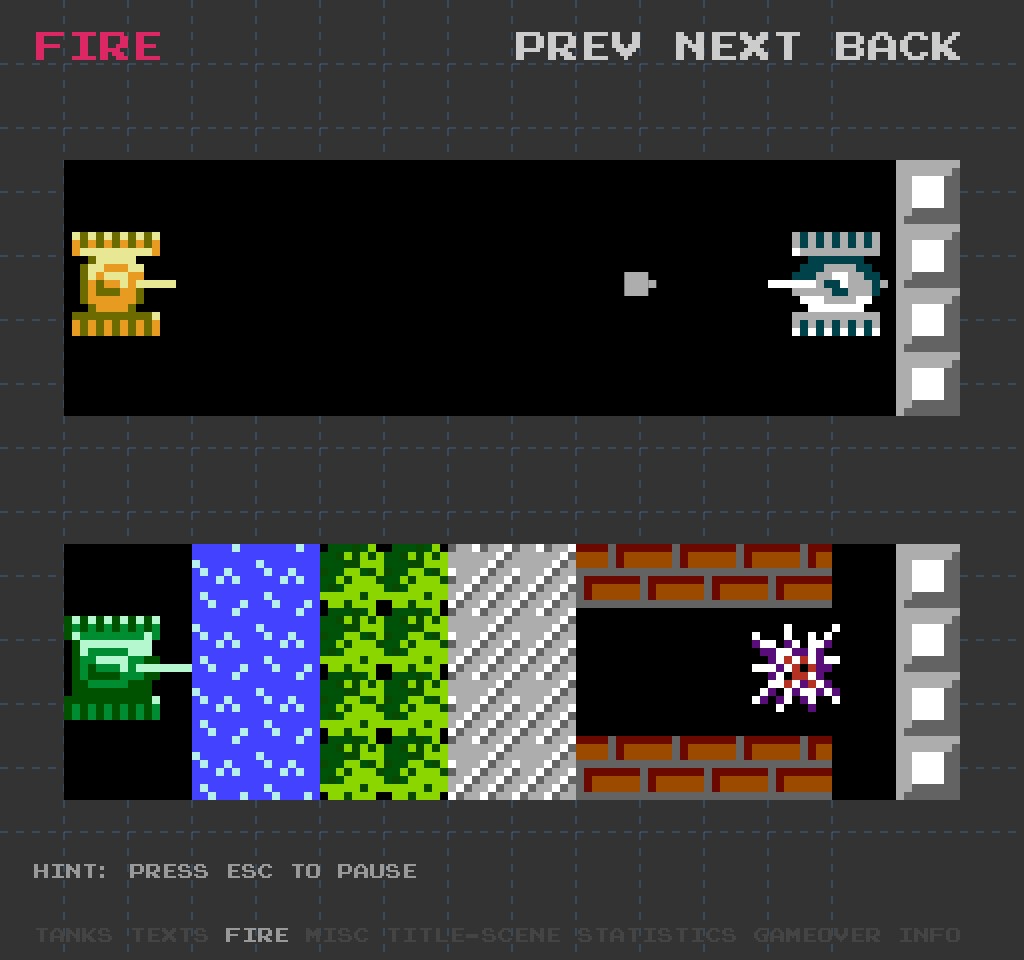 FIRE PREV NEXT BACK
HINT: PRESS ESC TO PAUSE
TANKS TEXTS FIRE MISC TITLE-SCENE STATISTICS GAMEOVER INFO